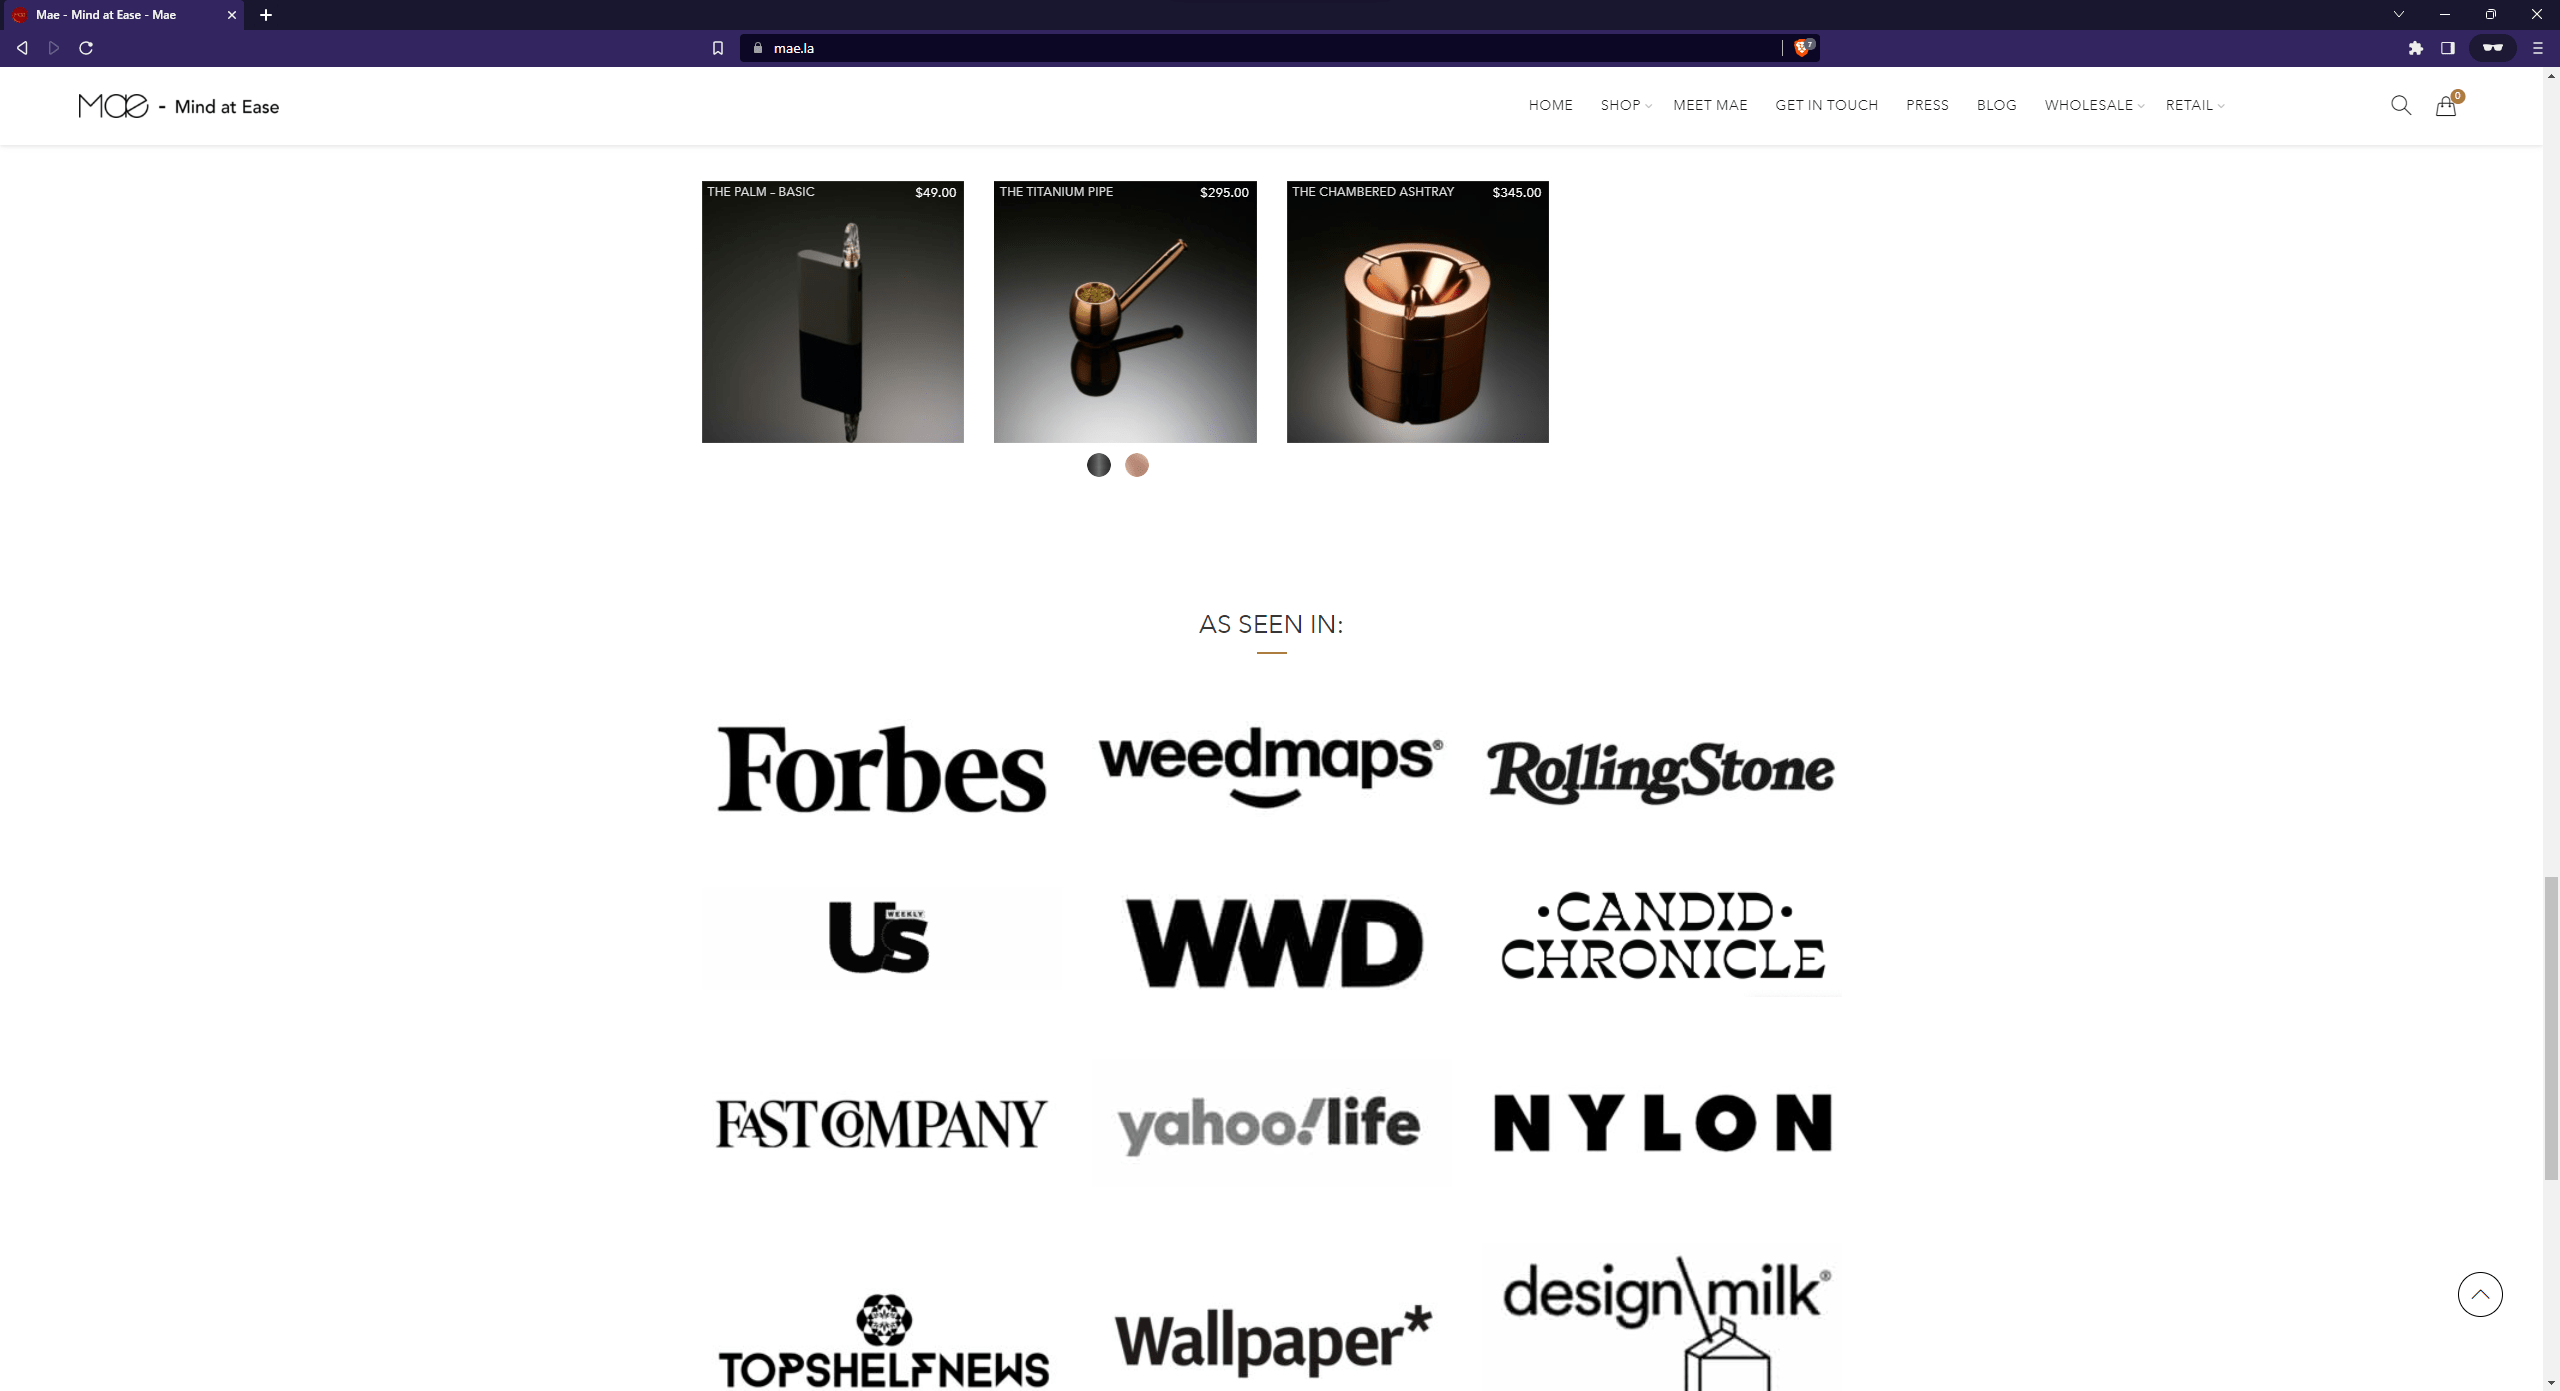 Mae - Mind at Ease - Mae
mae.la
7
Mae - Mind at Ease
HOME SHOP MEET MAE GET IN TOUCH PRESS BLOG WHOLESALE RETAIL
0
THE PALM – BASIC $49.00
THE TITANIUM PIPE $295.00
THE CHAMBERED ASHTRAY $345.00
AS SEEN IN:
Forbes
weedmaps®
RollingStone
Us WEEKLY
WWD
•CANDID•
CHRONICLE
FAST COMPANY
yahoo!life
NYLON
TOPSHELFNEWS
Wallpaper*
design\milk®